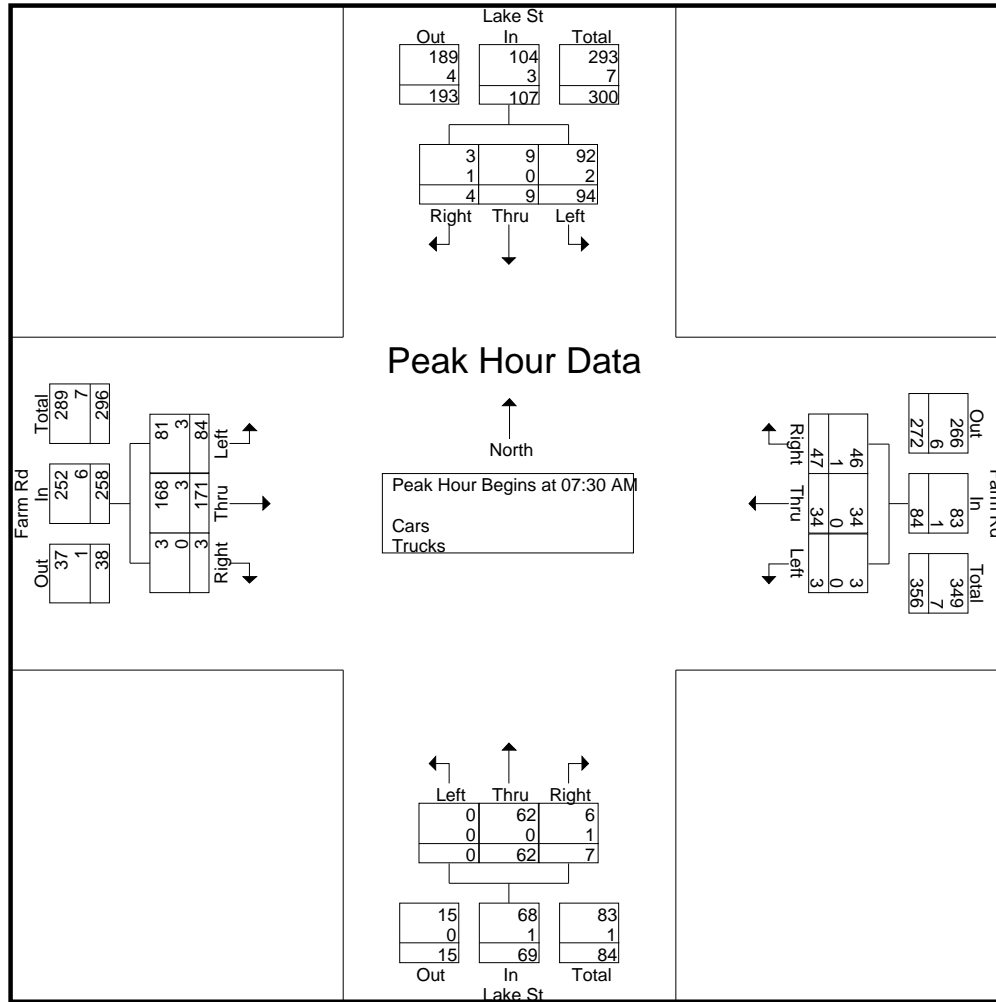 Lake St
Out In Total
189 104 293
4 3 7
193 107 300
3 9 92
1 0 2
4 9 94
Right Thru Left
Peak Hour Data
North
Peak Hour Begins at 07:30 AM
Cars
Trucks
Farm Rd
Total In Out
289 252 37
7 6 1
296 258 38
81 168 3
3 3 0
84 171 3
Left Thru Right
Farm Rd
Out In Total
266 83 349
6 1 7
272 84 356
46 34 3
1 0 0
47 34 3
Right Thru Left
Left Thru Right
0 62 6
0 0 1
0 62 7
15 68 83
0 1 1
15 69 84
Out In Total
Lake St